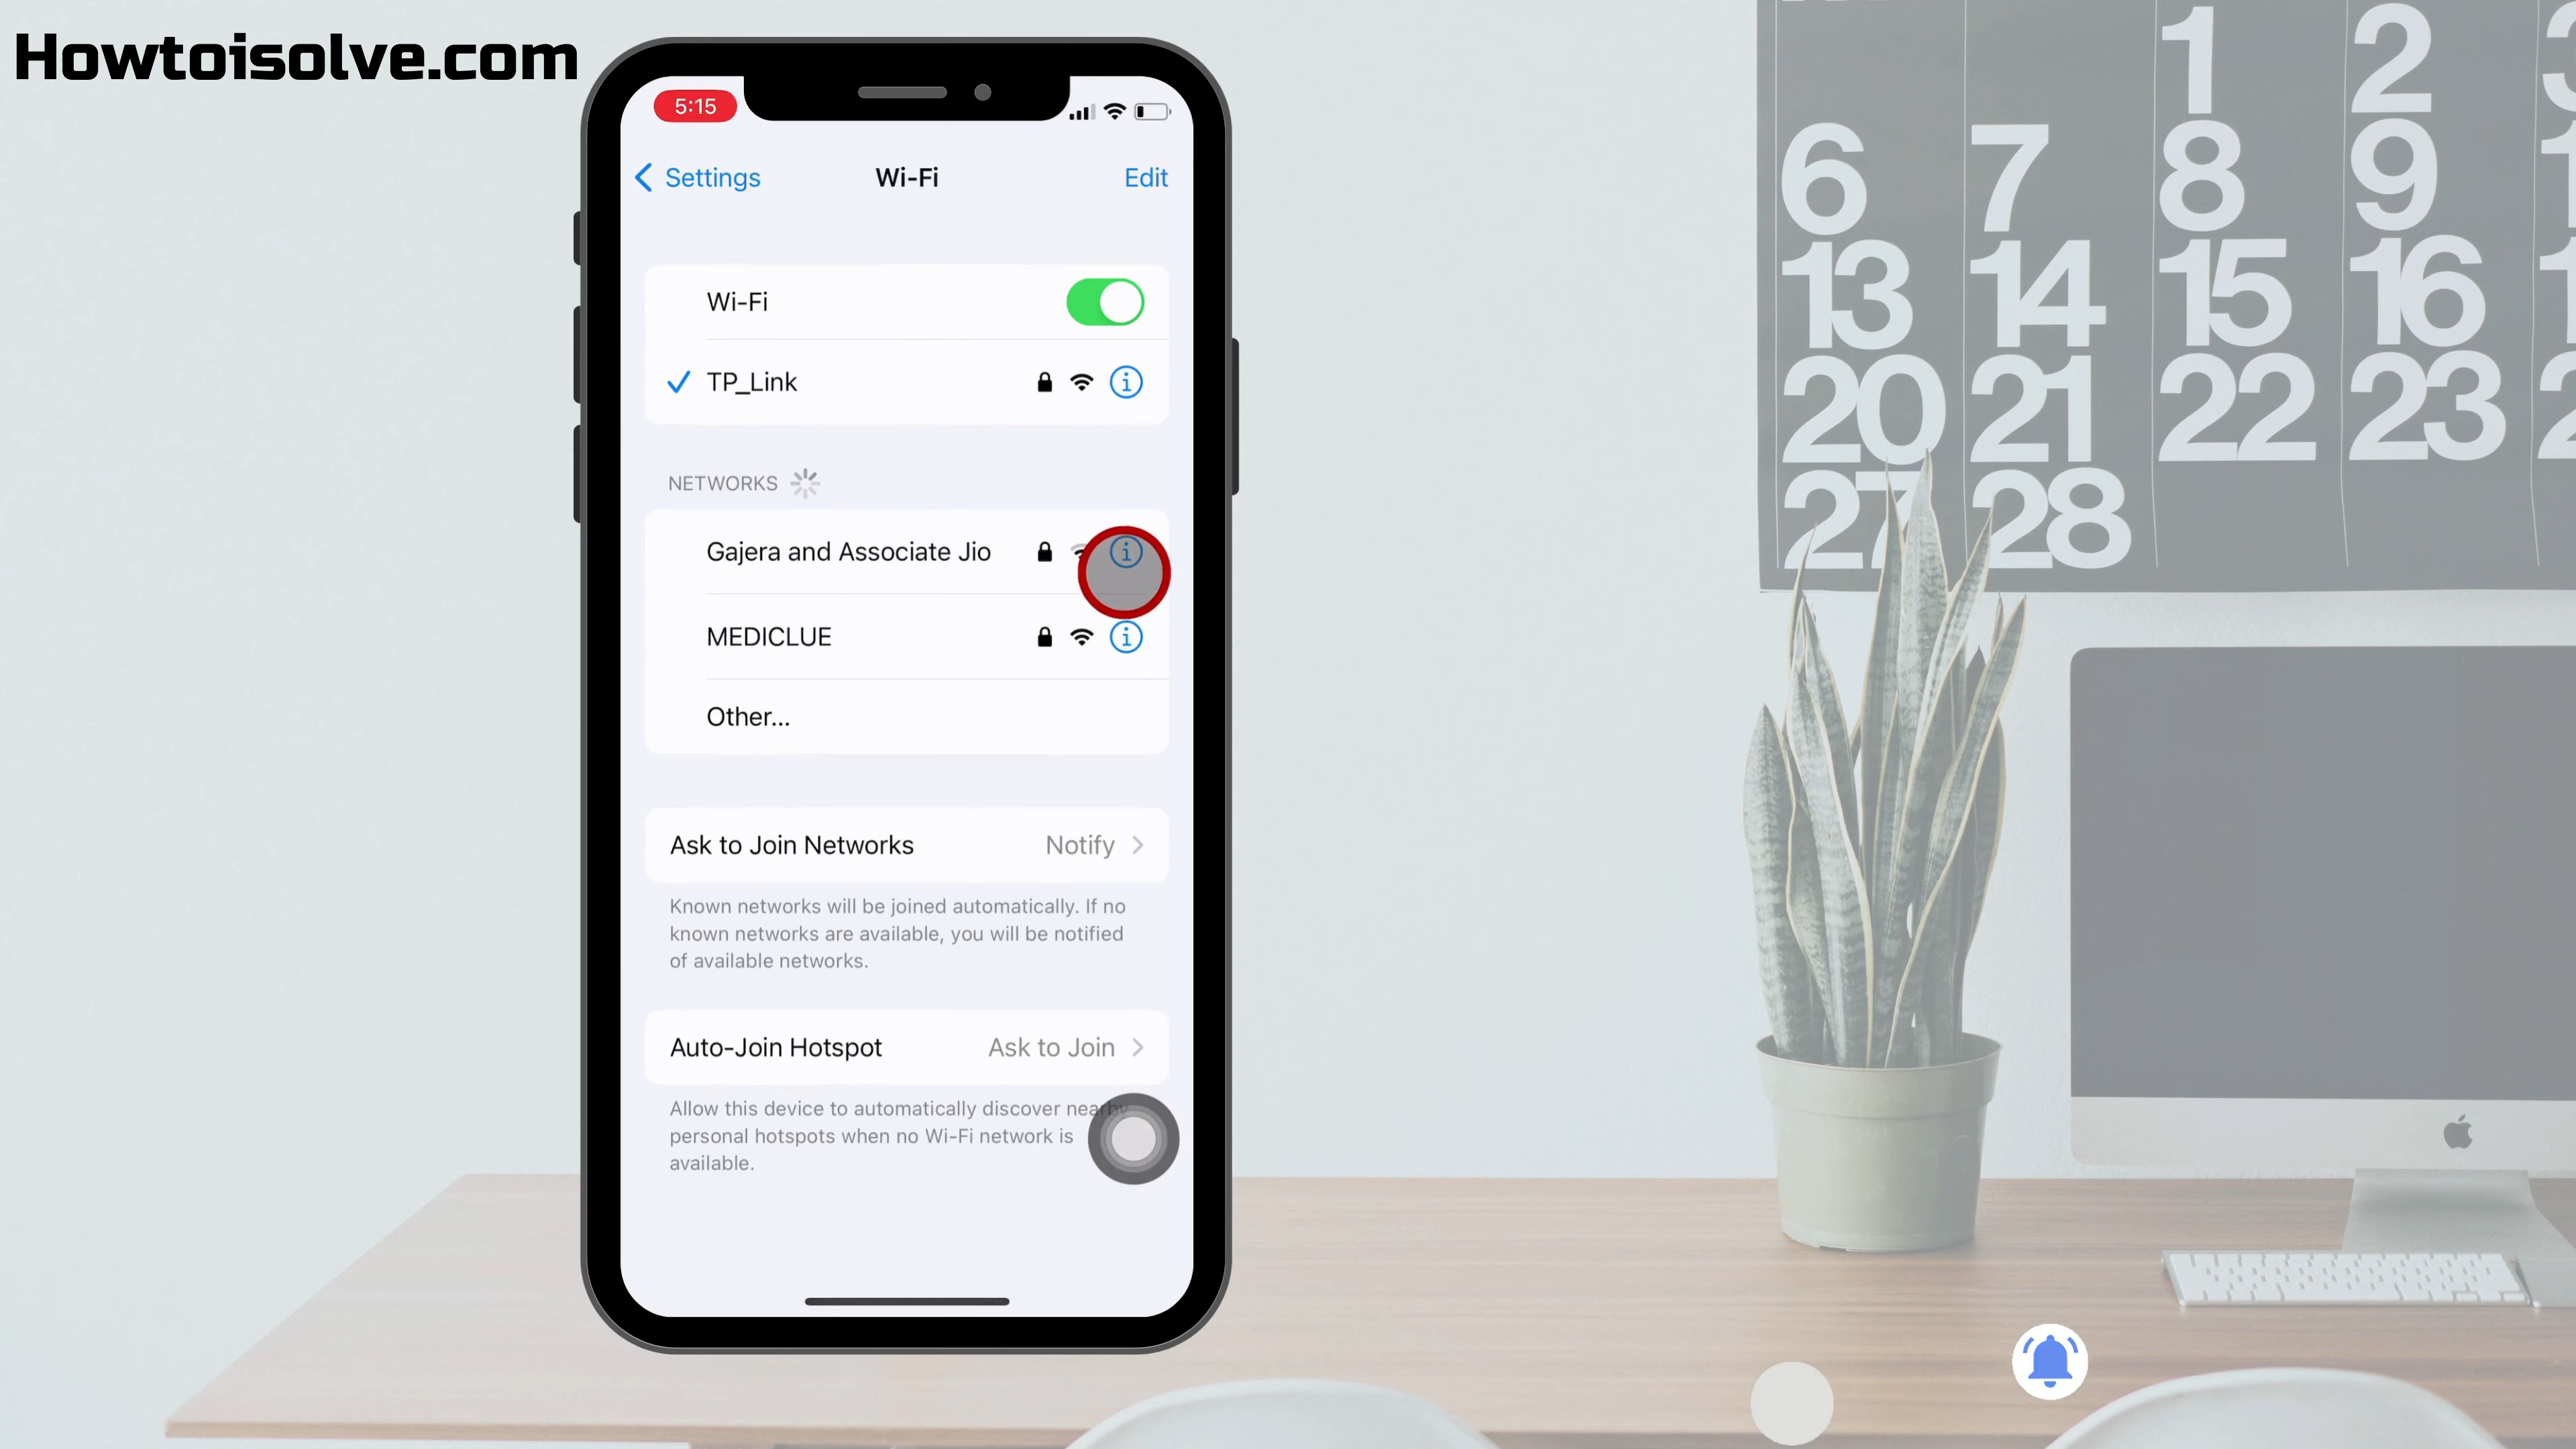 Howtoisolve.com
5:15
Settings
Wi-Fi
Edit
Wi-Fi
TP_Link
NETWORKS
Gajera and Associate Jio
MEDICLUE
Other...
Ask to Join Networks
Notify
Known networks will be joined automatically. If no
known networks are available, you will be notified
of available networks.
Auto-Join Hotspot
Ask to Join
Allow this device to automatically discover nearby
personal hotspots when no Wi-Fi network is
available.
1 2
6 7 8 9
13 14 15 16
20 21 22 23
27 28